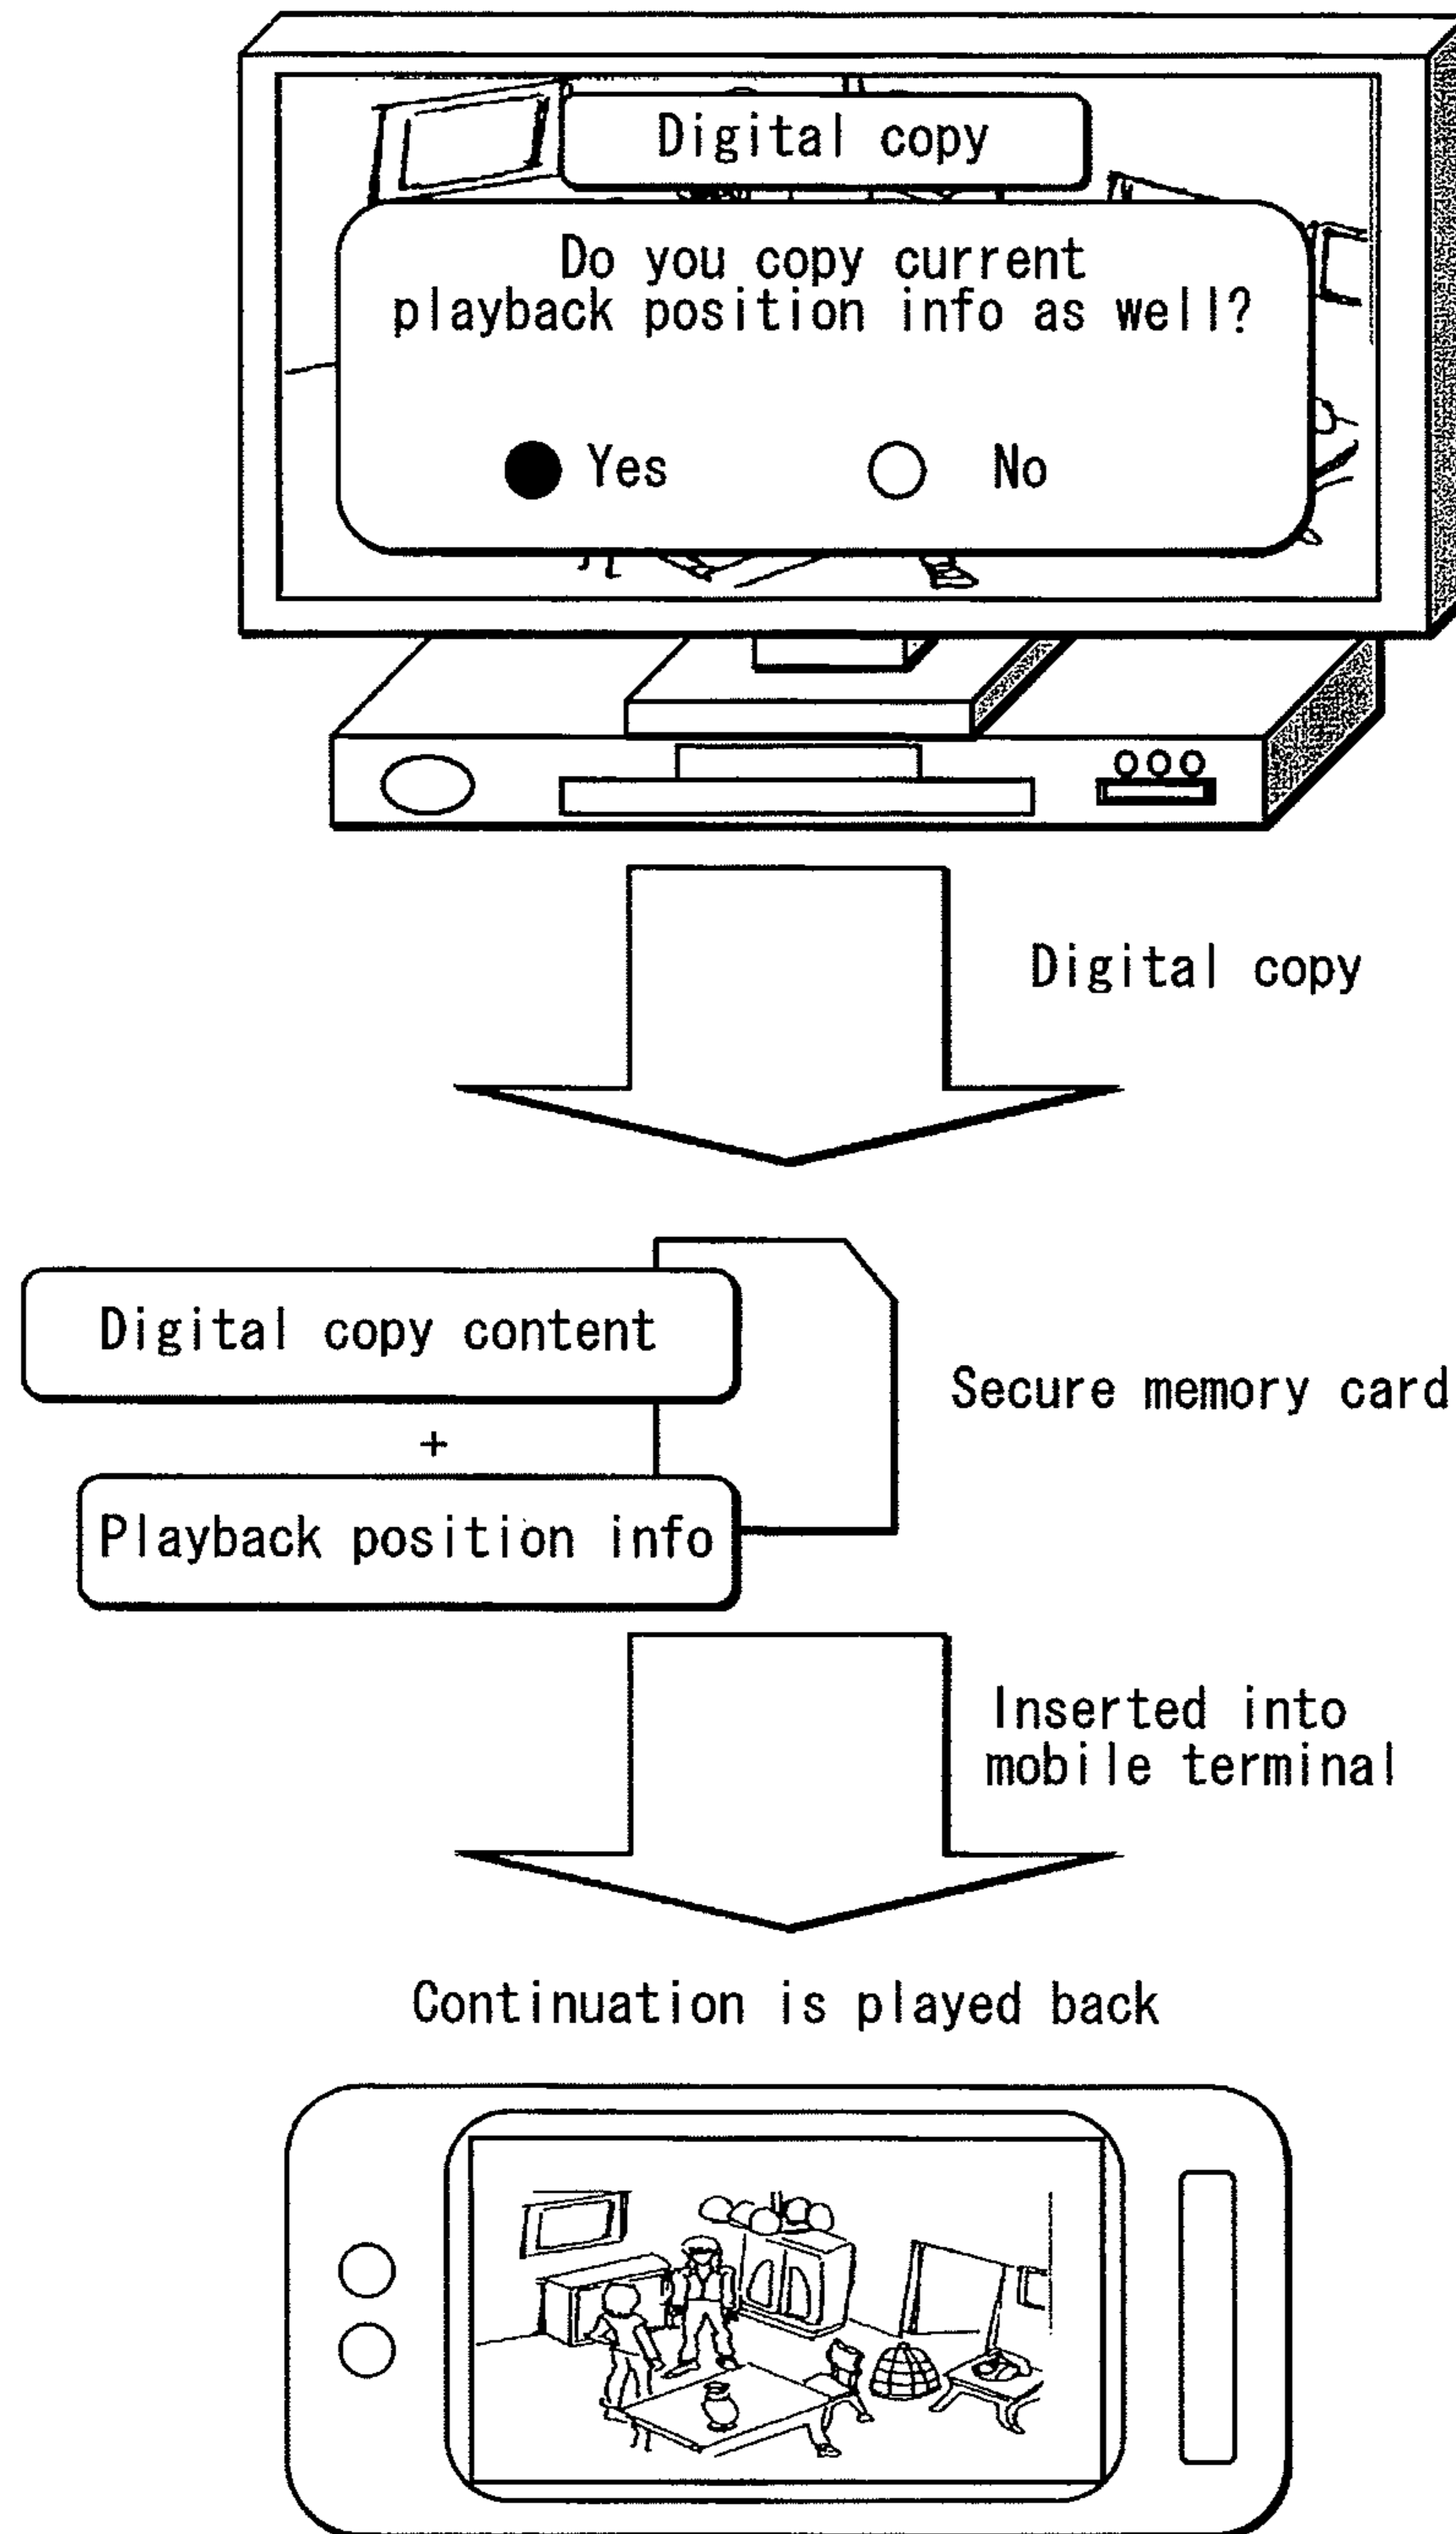 Digital copy
Do you copy current
playback position info as well?
Yes No
Digital copy
Digital copy content
Secure memory card
+
Playback position info
Inserted into
mobile terminal
Continuation is played back